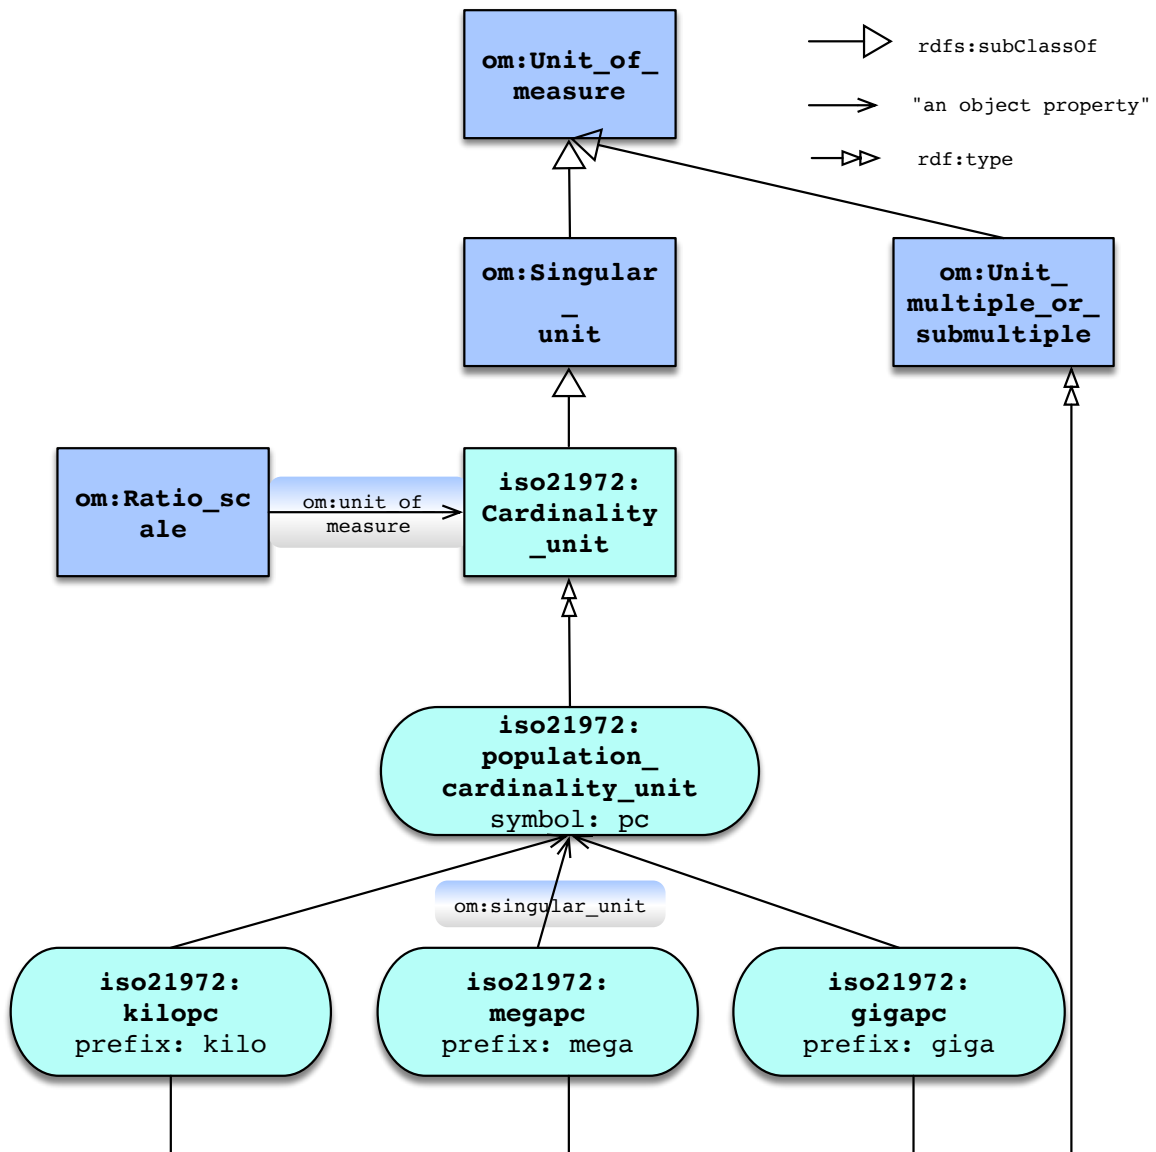 om:Unit_of_
measure
rdfs:subClassOf
"an object property"
rdf:type
om:Singular
_
unit
om:Unit_
multiple_or_
submultiple
om:Ratio_sc
ale
om:unit of
measure
iso21972:
Cardinality
_unit
iso21972:
population_
cardinality_unit
symbol: pc
om:singular_unit
iso21972:
kilopc
prefix: kilo
iso21972:
megapc
prefix: mega
iso21972:
gigapc
prefix: giga